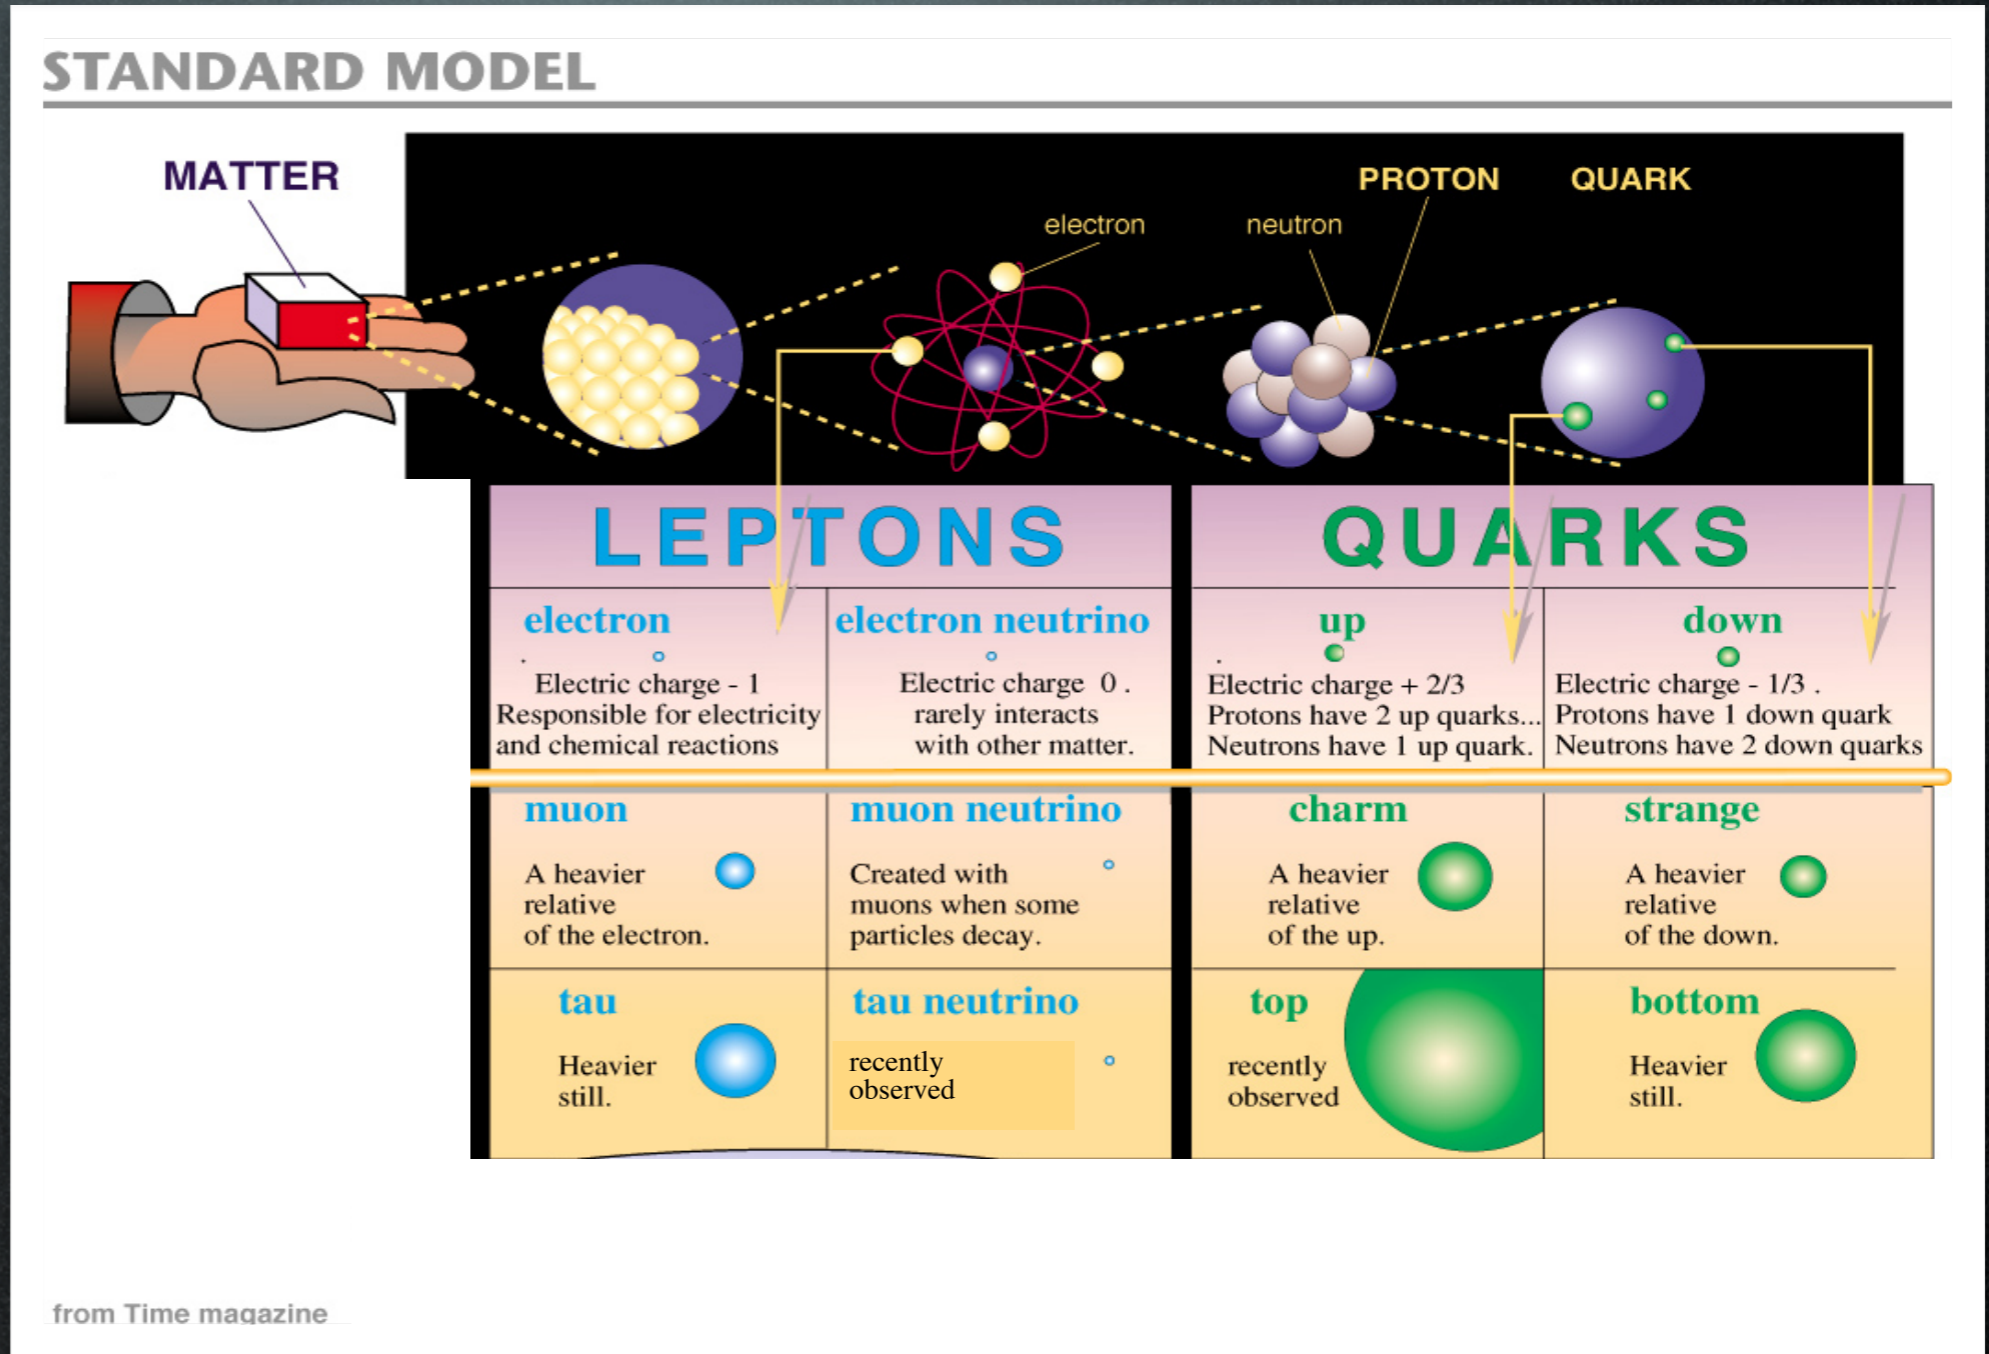 STANDARD MODEL
MATTER
PROTON
QUARK
electron
neutron
LEPTONS
QUARKS
electron
Electric charge - 1
Responsible for electricity
and chemical reactions
electron neutrino
Electric charge 0 .
rarely interacts
with other matter.
up
Electric charge + 2/3
Protons have 2 up quarks...
Neutrons have 1 up quark.
down
Electric charge - 1/3 .
Protons have 1 down quark
Neutrons have 2 down quarks
muon
A heavier
relative
of the electron.
muon neutrino
Created with
muons when some
particles decay.
charm
A heavier
relative
of the up.
strange
A heavier
relative
of the down.
tau
Heavier
still.
tau neutrino
recently
observed
top
recently
observed
bottom
Heavier
still.
from Time magazine